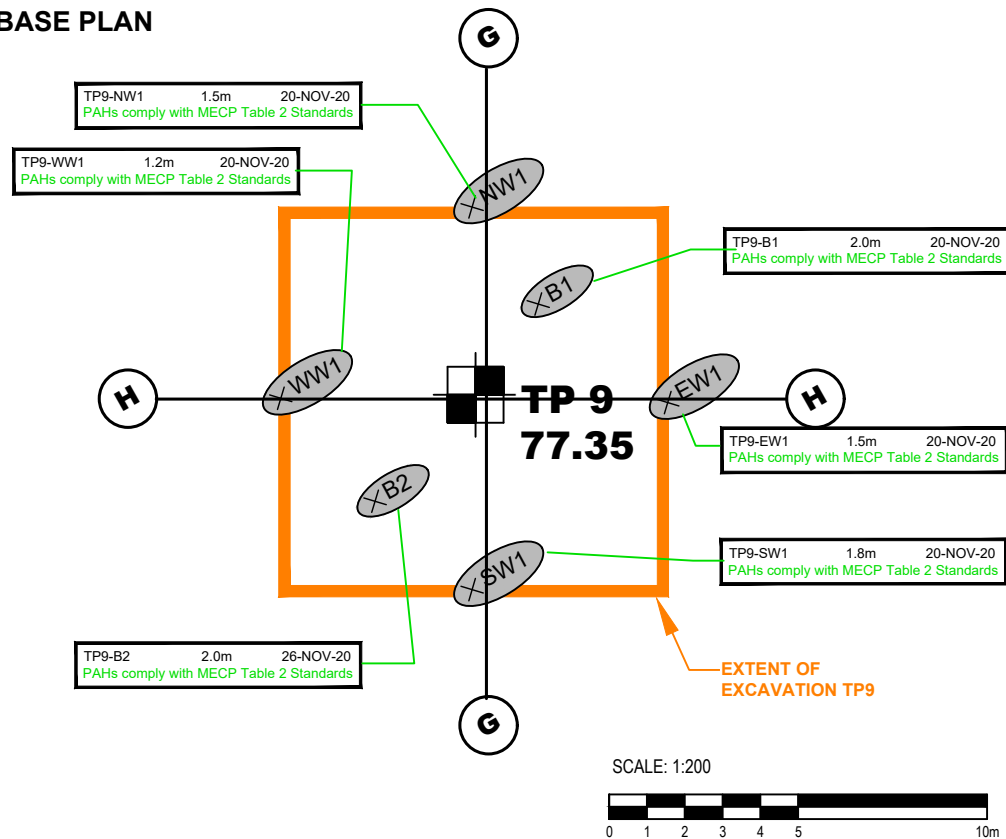 BASE PLAN
G
TP9-NW1 1.5m 20-NOV-20
PAHs comply with MECP Table 2 Standards
TP9-WW1 1.2m 20-NOV-20
PAHs comply with MECP Table 2 Standards
NW1
TP9-B1 2.0m 20-NOV-20
PAHs comply with MECP Table 2 Standards
B1
H
WW1
TP 9
77.35
EW1
H
TP9-EW1 1.5m 20-NOV-20
PAHs comply with MECP Table 2 Standards
B2
SW1
TP9-SW1 1.8m 20-NOV-20
PAHs comply with MECP Table 2 Standards
TP9-B2 2.0m 26-NOV-20
PAHs comply with MECP Table 2 Standards
EXTENT OF
EXCAVATION TP9
G
SCALE: 1:200
0 1 2 3 4 5 10m